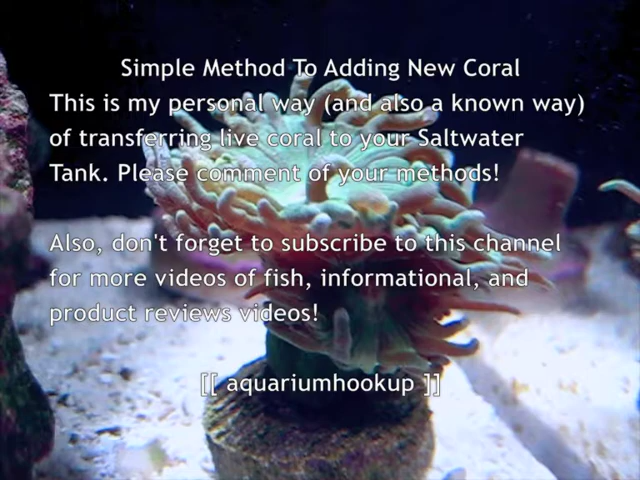 Simple Method To Adding New Coral
This is my personal way (and also a known way)
of transferring live coral to your Saltwater
Tank. Please comment of your methods!
Also, don't forget to subscribe to this channel
for more videos of fish, informational, and
product reviews videos!
[[ aquariumhookup ]]